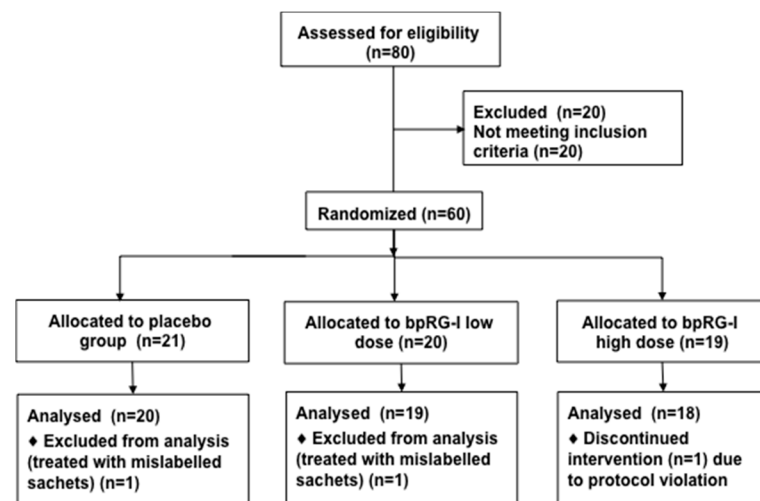 Assessed for eligibility
(n=80)
Excluded (n=20)
Not meeting inclusion
criteria (n=20)
Randomized (n=60)
Allocated to placebo
group (n=21)
Allocated to bpRG-I low
dose (n=20)
Allocated to bpRG-I
high dose (n=19)
Analysed (n=20)
♦ Excluded from analysis
(treated with mislabelled
sachets) (n=1)
Analysed (n=19)
♦ Excluded from analysis
(treated with mislabelled
sachets) (n=1)
Analysed (n=18)
♦ Discontinued
intervention (n=1) due
to protocol violation